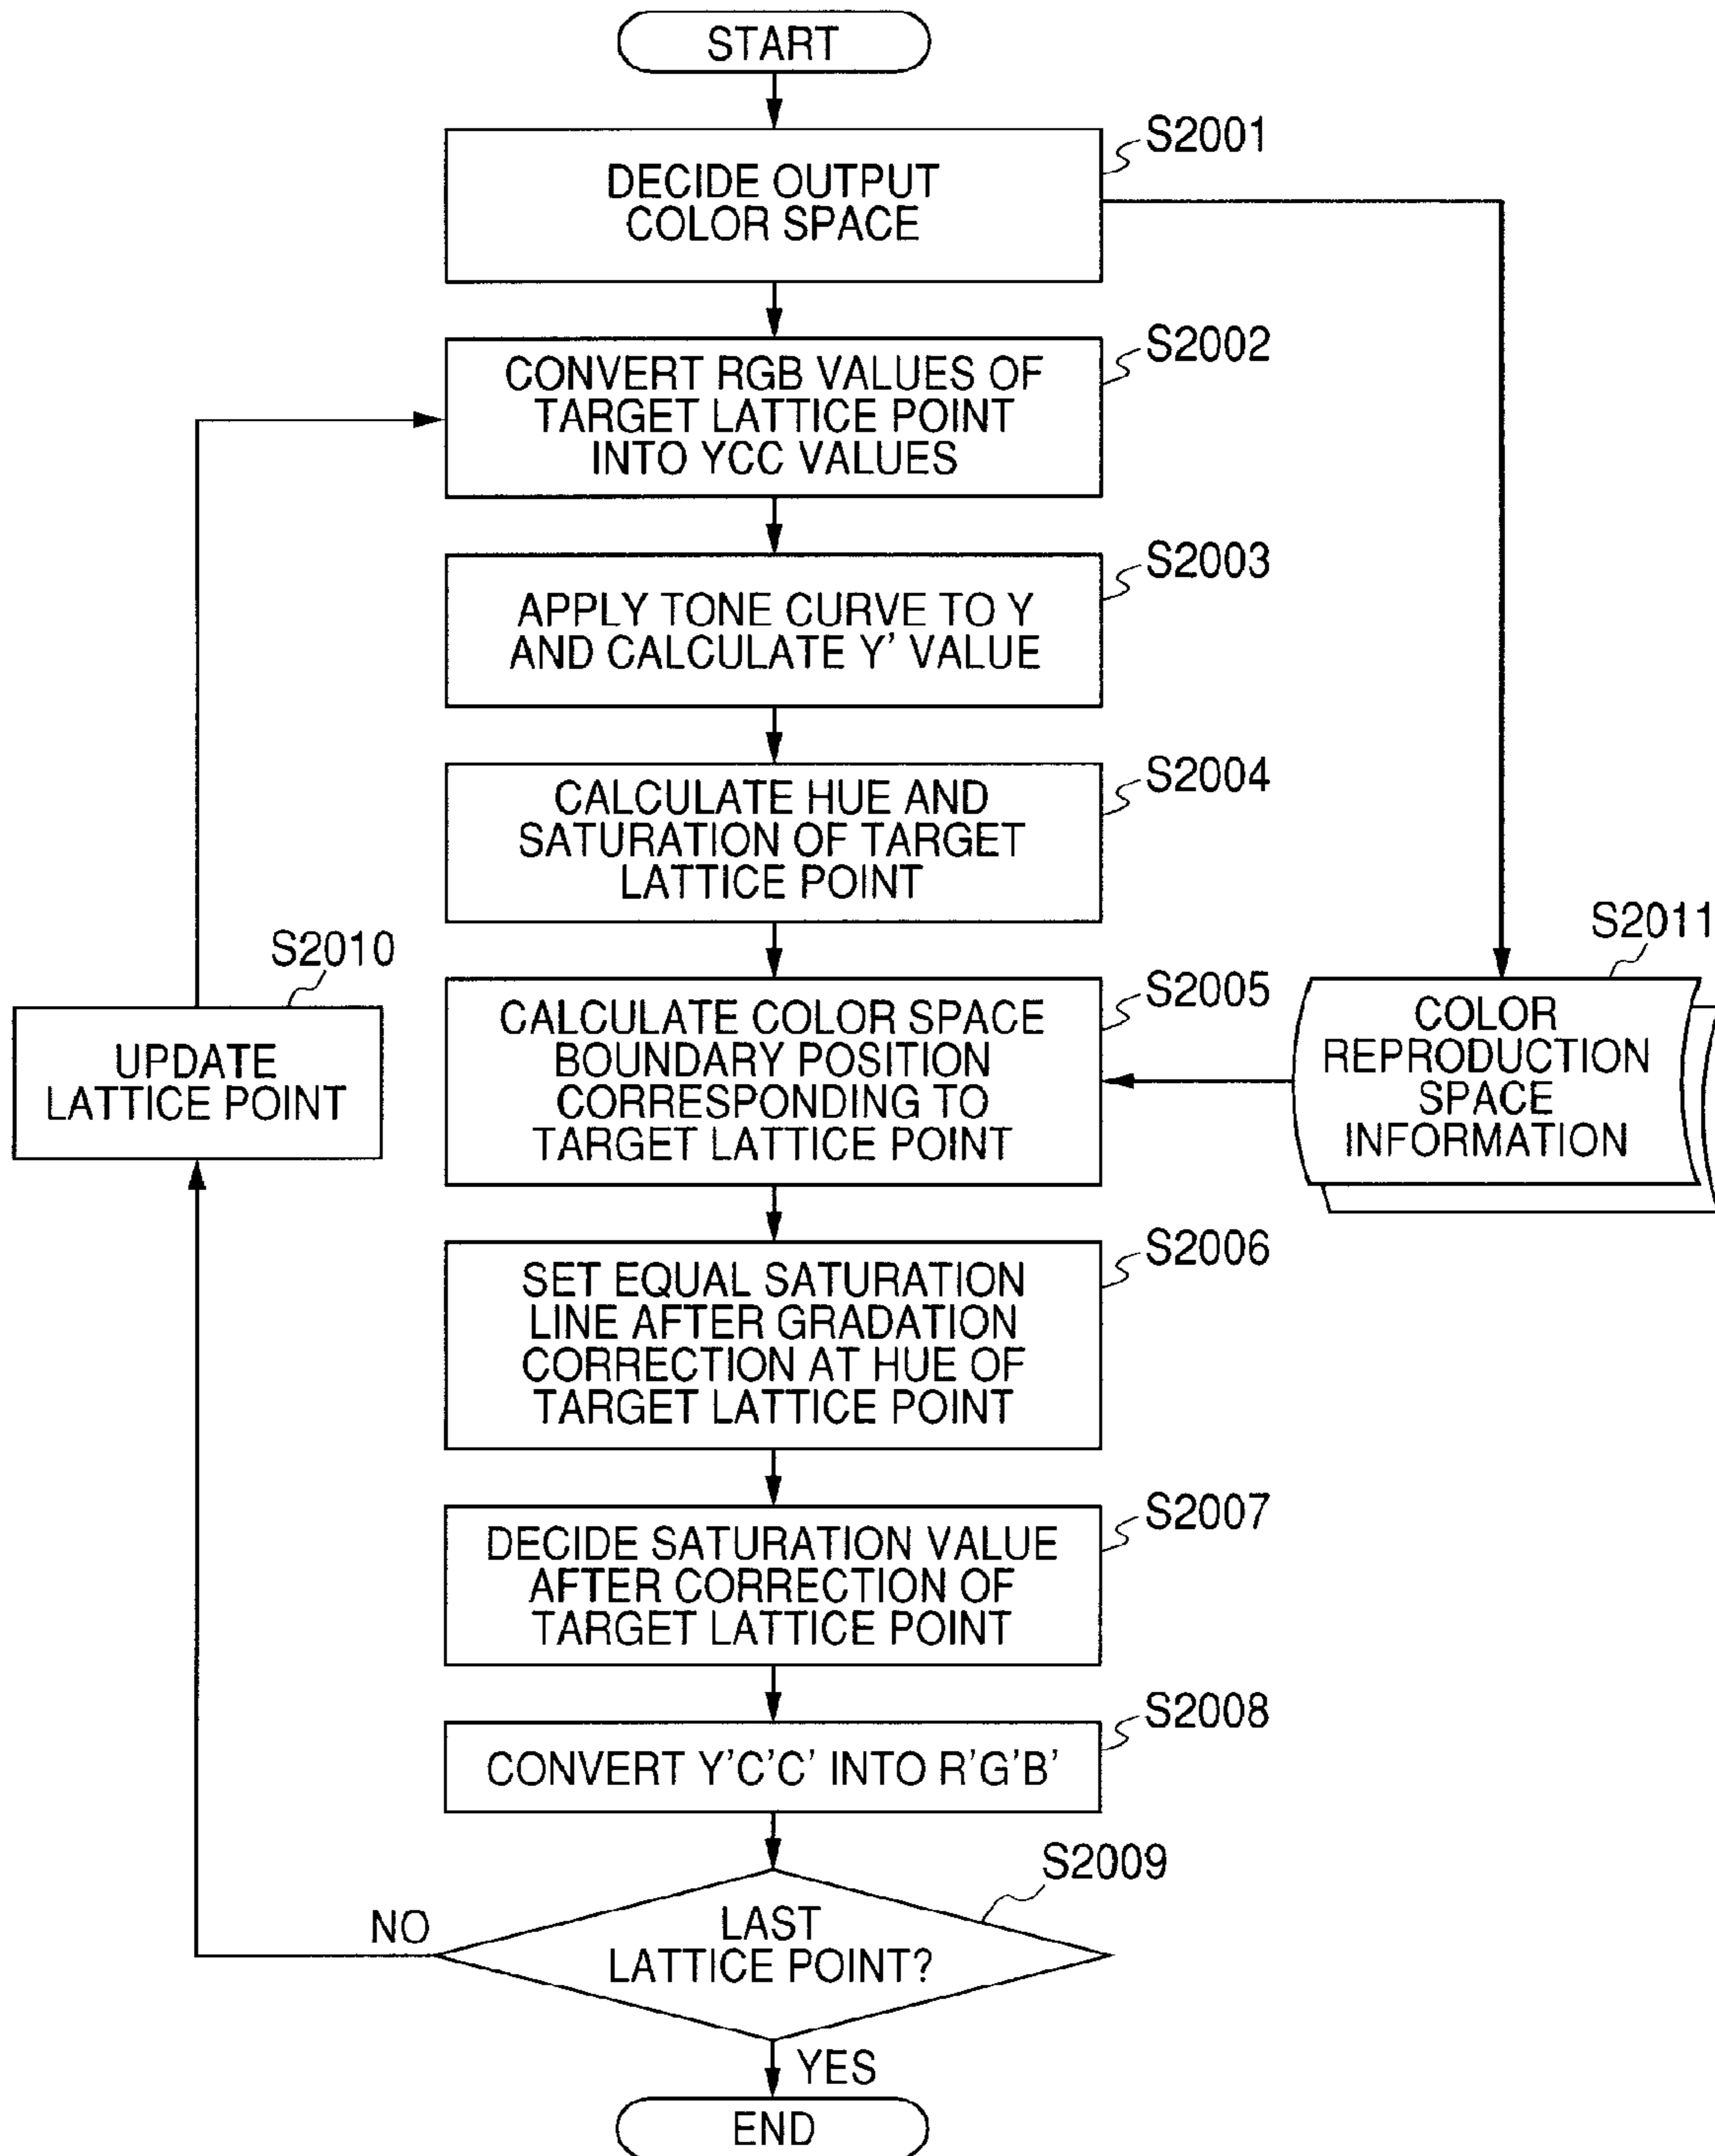 START
S2001
DECIDE OUTPUT
COLOR SPACE
S2002
CONVERT RGB VALUES OF
TARGET LATTICE POINT
INTO YCC VALUES
S2003
APPLY TONE CURVE TO Y
AND CALCULATE Y' VALUE
S2004
CALCULATE HUE AND
SATURATION OF TARGET
LATTICE POINT
S2010
UPDATE
LATTICE POINT
S2005
CALCULATE COLOR SPACE
BOUNDARY POSITION
CORRESPONDING TO
TARGET LATTICE POINT
S2011
COLOR
REPRODUCTION
SPACE
INFORMATION
S2006
SET EQUAL SATURATION
LINE AFTER GRADATION
CORRECTION AT HUE OF
TARGET LATTICE POINT
S2007
DECIDE SATURATION VALUE
AFTER CORRECTION OF
TARGET LATTICE POINT
S2008
CONVERT Y'C'C' INTO R'G'B'
S2009
LAST
LATTICE POINT?
NO
YES
END